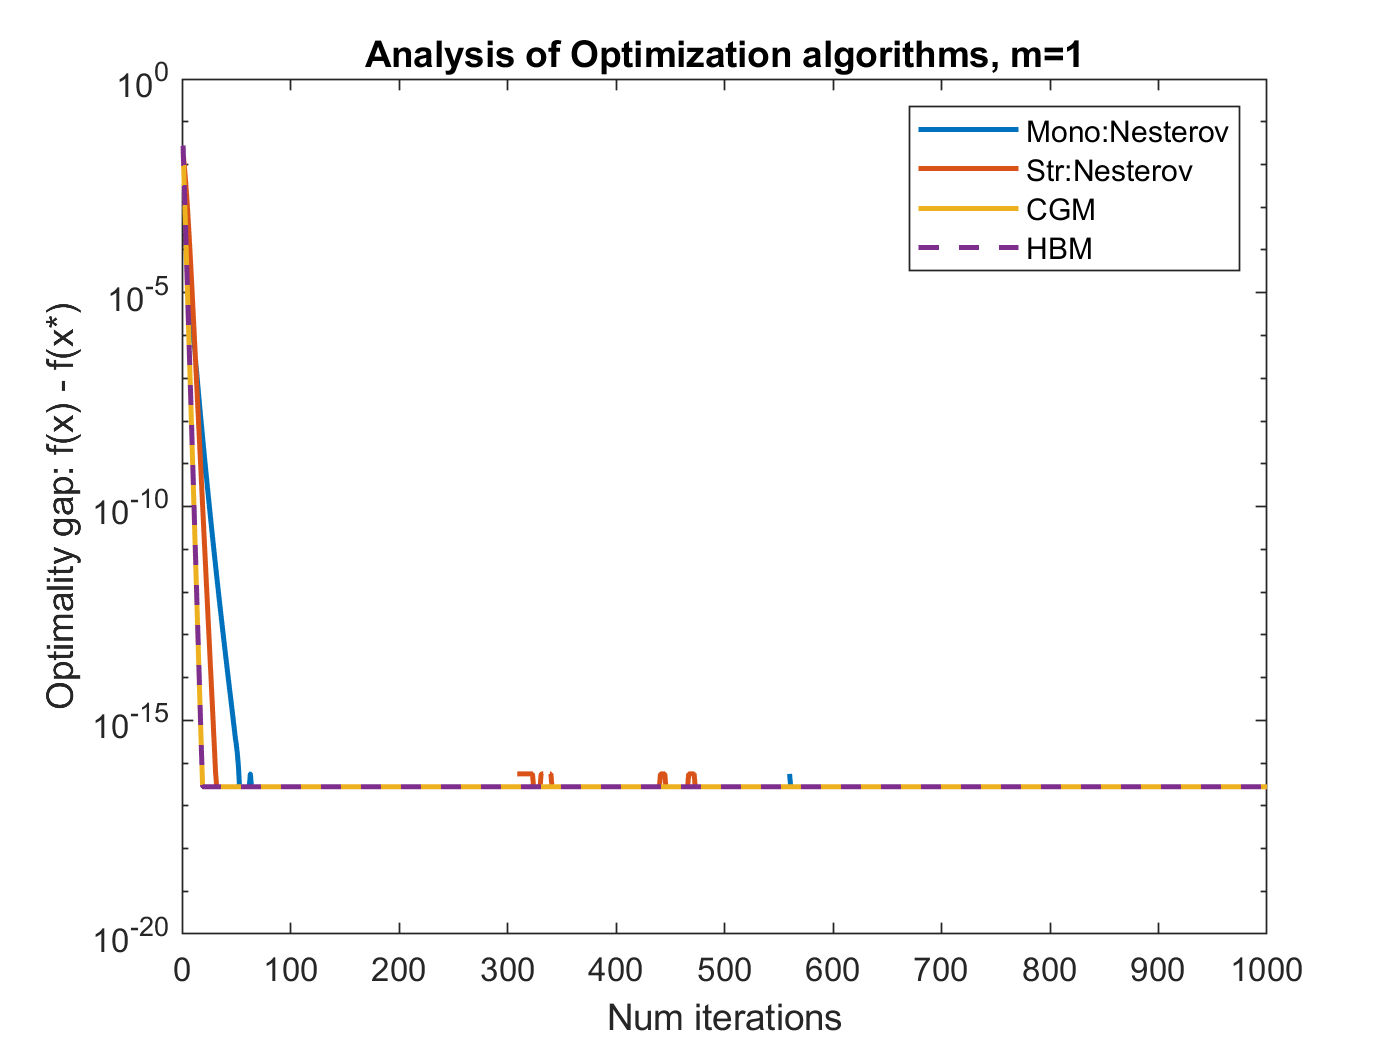 Analysis of Optimization algorithms, m=1
10^0
10^-5
10^-10
10^-15
10^-20
Optimality gap: f(x) - f(x*)
Mono:Nesterov
Str:Nesterov
CGM
HBM
0 100 200 300 400 500 600 700 800 900 1000
Num iterations